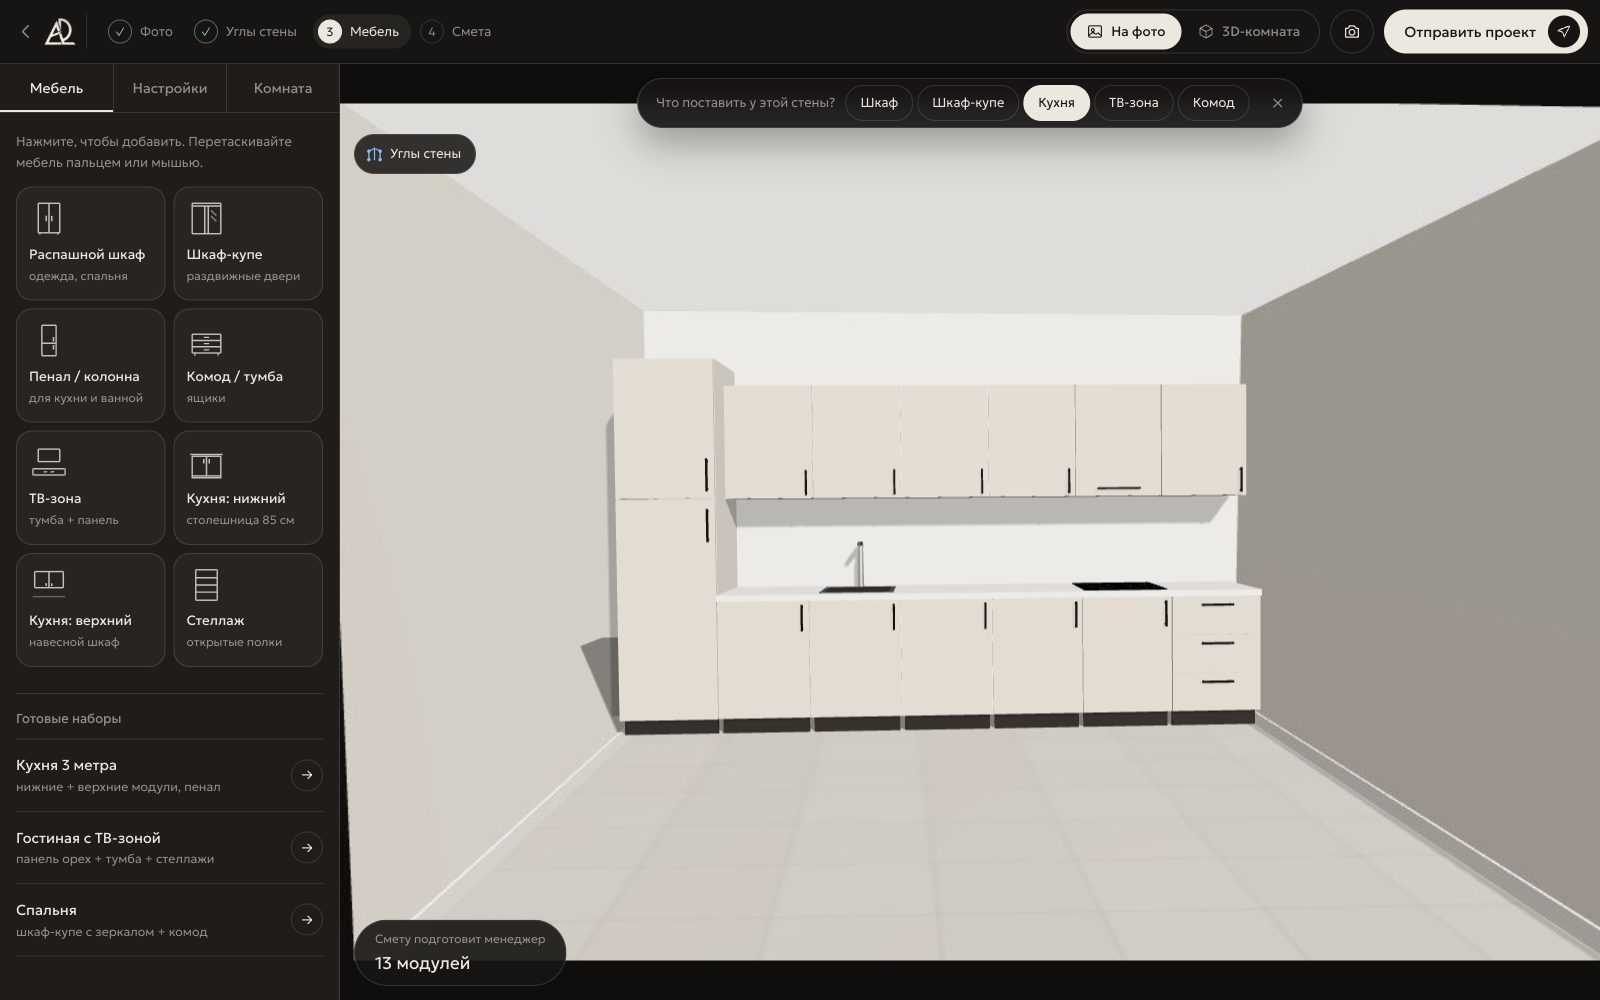 Фото
Углы стены
3 Мебель
4 Смета
На фото
3D-комната
Отправить проект
Мебель
Настройки
Комната
Что поставить у этой стены?
Шкаф
Шкаф-купе
Кухня
ТВ-зона
Комод
Углы стены
Нажмите, чтобы добавить. Перетаскивайте
мебель пальцем или мышью.
Распашной шкаф
одежда, спальня
Шкаф-купе
раздвижные двери
Пенал / колонна
для кухни и ванной
Комод / тумба
ящики
ТВ-зона
тумба + панель
Кухня: нижний
столешница 85 см
Кухня: верхний
навесной шкаф
Стеллаж
открытые полки
Готовые наборы
Кухня 3 метра
нижние + верхние модули, пенал
Гостиная с ТВ-зоной
панель орех + тумба + стеллажи
Спальня
шкаф-купе с зеркалом + комод
Смету подготовит менеджер
13 модулей